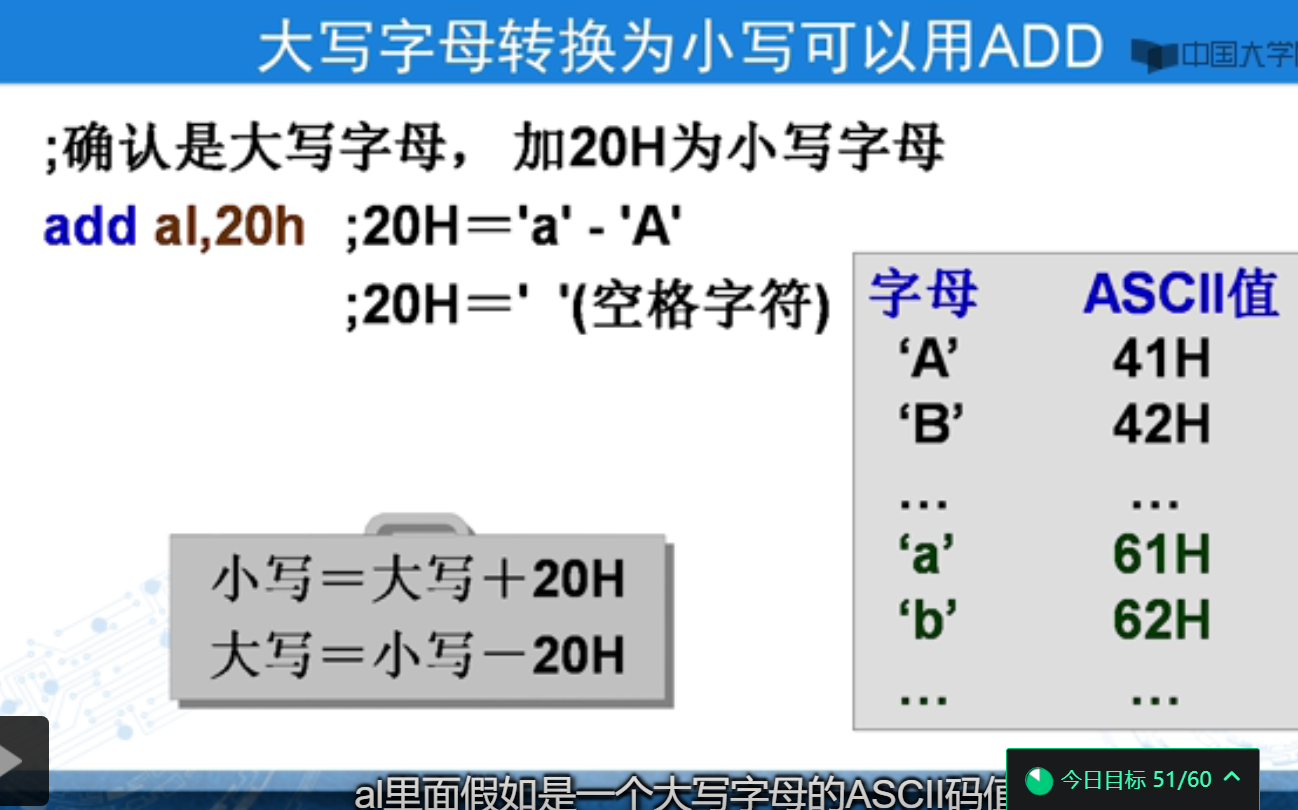 大写字母转换为小写可以用ADD
中国大学
;确认是大写字母， 加20H为小写字母
add al,20h ;20H＝'a' - 'A'
;20H＝' '(空格字符)
字母 ASCII值
‘A’ 41H
‘B’ 42H
… …
‘a’ 61H
‘b’ 62H
… …
小写＝大写＋20H
大写＝小写－20H
al里面假如是一个大写字母的ASCII码值
今日目标 51/60